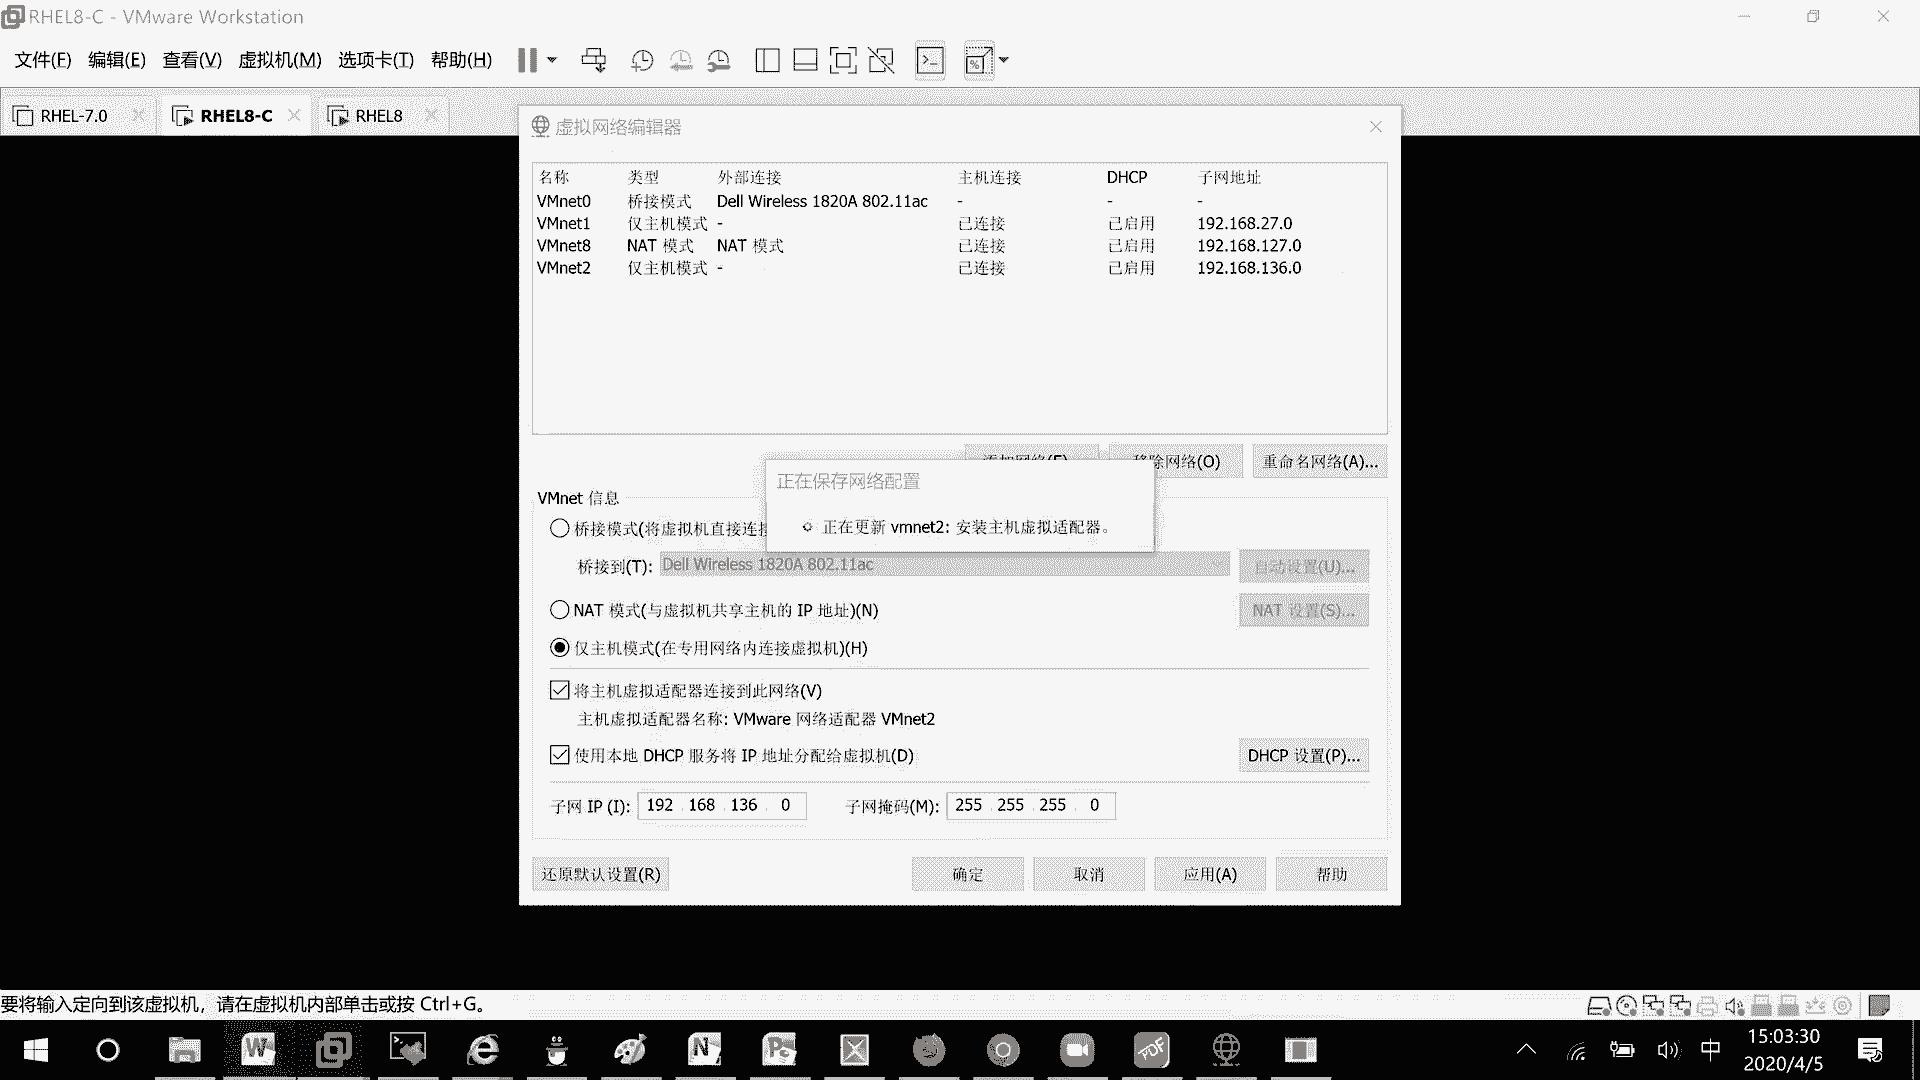 RHEL8-C - VMware Workstation
文件(F) 编辑(E) 查看(V) 虚拟机(M) 选项卡(T) 帮助(H)
RHEL-7.0 RHEL8-C RHEL8
虚拟网络编辑器
名称 类型 外部连接 主机连接 DHCP 子网地址
VMnet0 桥接模式 Dell Wireless 1820A 802.11ac - - -
VMnet1 仅主机模式 - 已连接 已启用 192.168.27.0
VMnet8 NAT 模式 NAT 模式 已连接 已启用 192.168.127.0
VMnet2 仅主机模式 - 已连接 已启用 192.168.136.0
添加网络(E)... 移除网络(O) 重命名网络(A)...
正在保存网络配置
正在更新 vmnet2: 安装主机虚拟适配器。
VMnet 信息
桥接模式(将虚拟机直接连接
桥接到(T): Dell Wireless 1820A 802.11ac 自动设置(U)...
NAT 模式(与虚拟机共享主机的 IP 地址)(N) NAT 设置(S)...
仅主机模式(在专用网络内连接虚拟机)(H)
将主机虚拟适配器连接到此网络(V)
主机虚拟适配器名称: VMware 网络适配器 VMnet2
使用本地 DHCP 服务将 IP 地址分配给虚拟机(D) DHCP 设置(P)...
子网 IP (I): 192 . 168 . 136 . 0 子网掩码(M): 255 . 255 . 255 . 0
还原默认设置(R) 确定 取消 应用(A) 帮助
要将输入定向到该虚拟机，请在虚拟机内部单击或按 Ctrl+G。
中 15:03:30
2020/4/5